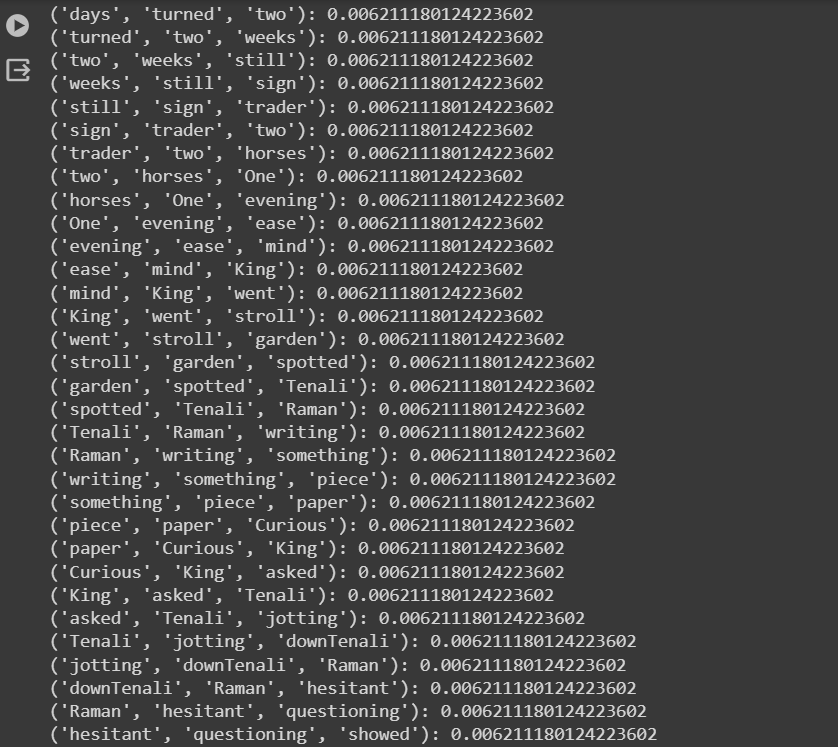 ('days', 'turned', 'two'): 0.006211180124223602
('turned', 'two', 'weeks'): 0.006211180124223602
('two', 'weeks', 'still'): 0.006211180124223602
('weeks', 'still', 'sign'): 0.006211180124223602
('still', 'sign', 'trader'): 0.006211180124223602
('sign', 'trader', 'two'): 0.006211180124223602
('trader', 'two', 'horses'): 0.006211180124223602
('two', 'horses', 'One'): 0.006211180124223602
('horses', 'One', 'evening'): 0.006211180124223602
('One', 'evening', 'ease'): 0.006211180124223602
('evening', 'ease', 'mind'): 0.006211180124223602
('ease', 'mind', 'King'): 0.006211180124223602
('mind', 'King', 'went'): 0.006211180124223602
('King', 'went', 'stroll'): 0.006211180124223602
('went', 'stroll', 'garden'): 0.006211180124223602
('stroll', 'garden', 'spotted'): 0.006211180124223602
('garden', 'spotted', 'Tenali'): 0.006211180124223602
('spotted', 'Tenali', 'Raman'): 0.006211180124223602
('Tenali', 'Raman', 'writing'): 0.006211180124223602
('Raman', 'writing', 'something'): 0.006211180124223602
('writing', 'something', 'piece'): 0.006211180124223602
('something', 'piece', 'paper'): 0.006211180124223602
('piece', 'paper', 'Curious'): 0.006211180124223602
('paper', 'Curious', 'King'): 0.006211180124223602
('Curious', 'King', 'asked'): 0.006211180124223602
('King', 'asked', 'Tenali'): 0.006211180124223602
('asked', 'Tenali', 'jotting'): 0.006211180124223602
('Tenali', 'jotting', 'downTenali'): 0.006211180124223602
('jotting', 'downTenali', 'Raman'): 0.006211180124223602
('downTenali', 'Raman', 'hesitant'): 0.006211180124223602
('Raman', 'hesitant', 'questioning'): 0.006211180124223602
('hesitant', 'questioning', 'showed'): 0.006211180124223602